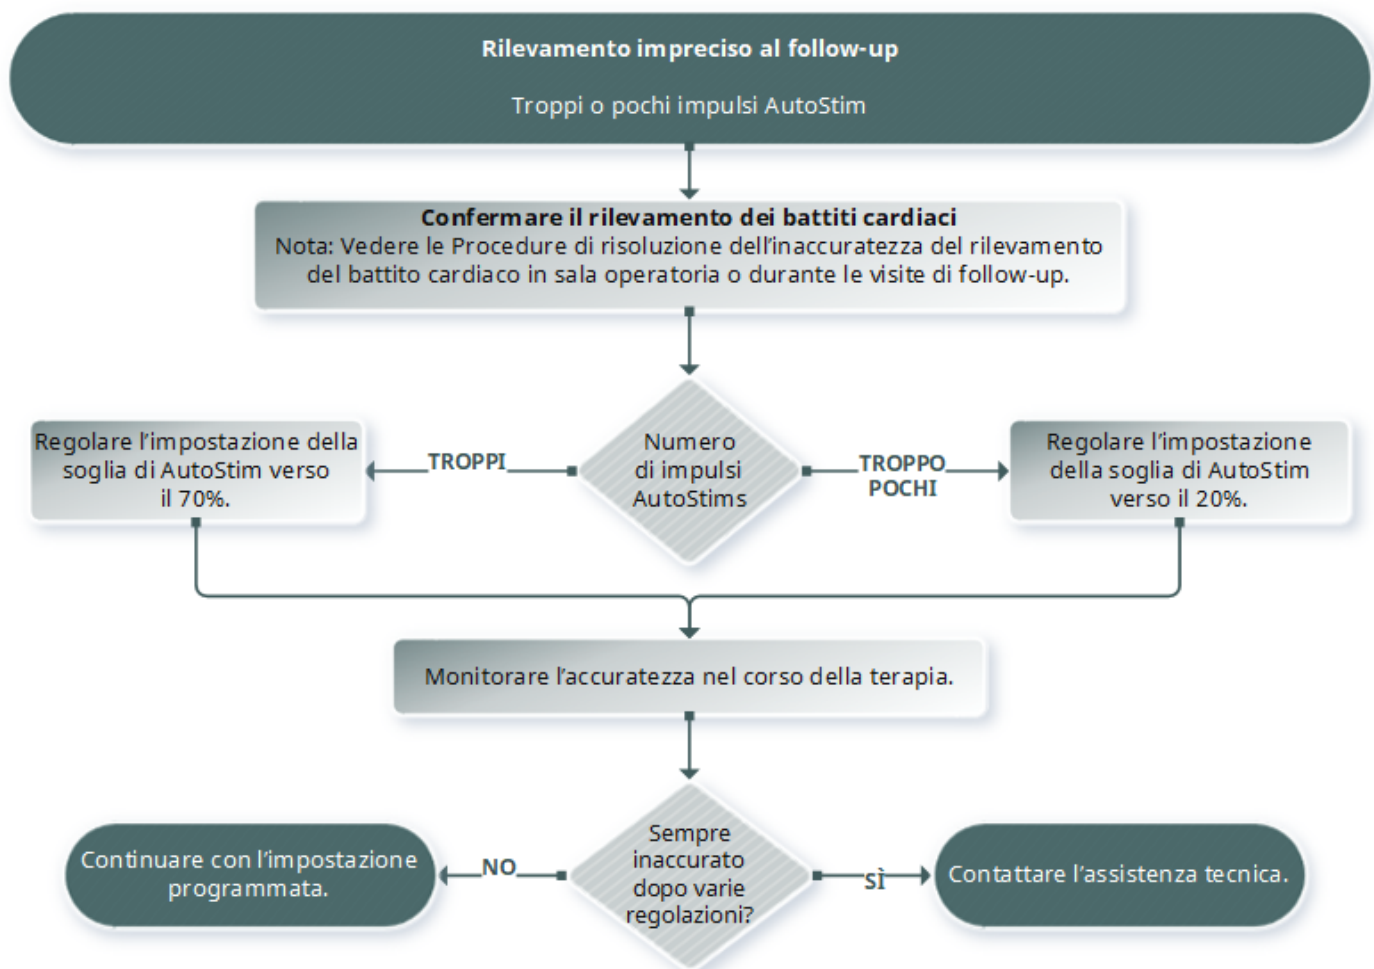 Rilevamento impreciso al follow-up
Troppi o pochi impulsi AutoStim
Confermare il rilevamento dei battiti cardiaci
Nota: Vedere le Procedure di risoluzione dell’inaccuratezza del rilevamento
del battito cardiaco in sala operatoria o durante le visite di follow-up.
Numero
di impulsi
AutoStims
TROPPI
Regolare l’impostazione della
soglia di AutoStim verso
il 70%.
TROPPO
POCHI
Regolare l’impostazione
della soglia di AutoStim
verso il 20%.
Monitorare l’accuratezza nel corso della terapia.
Sempre
inaccurato
dopo varie
regolazioni?
NO
Continuare con l’impostazione
programmata.
SÌ
Contattare l’assistenza tecnica.